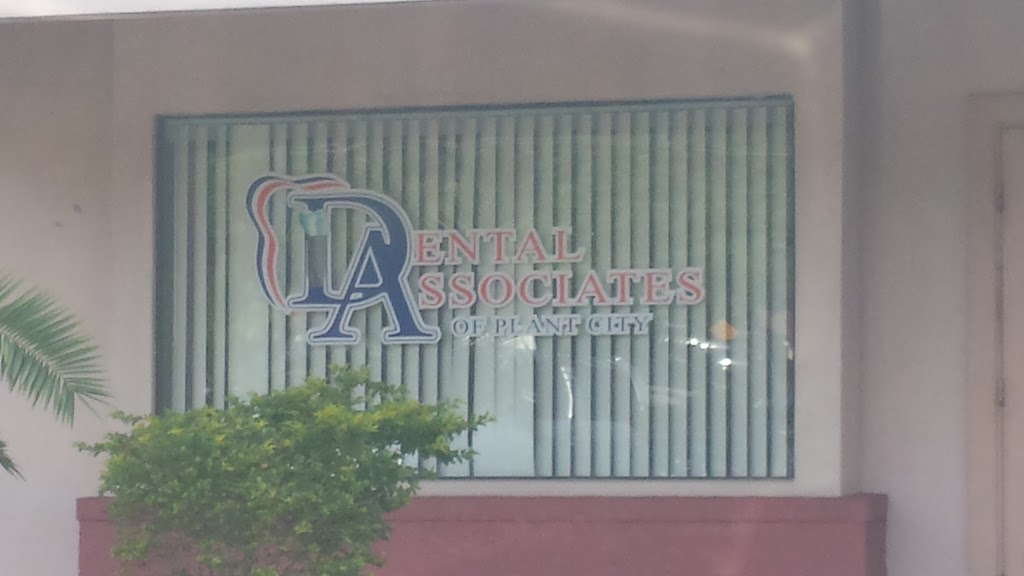 DENTAL
ASSOCIATES
OF PLANT CITY